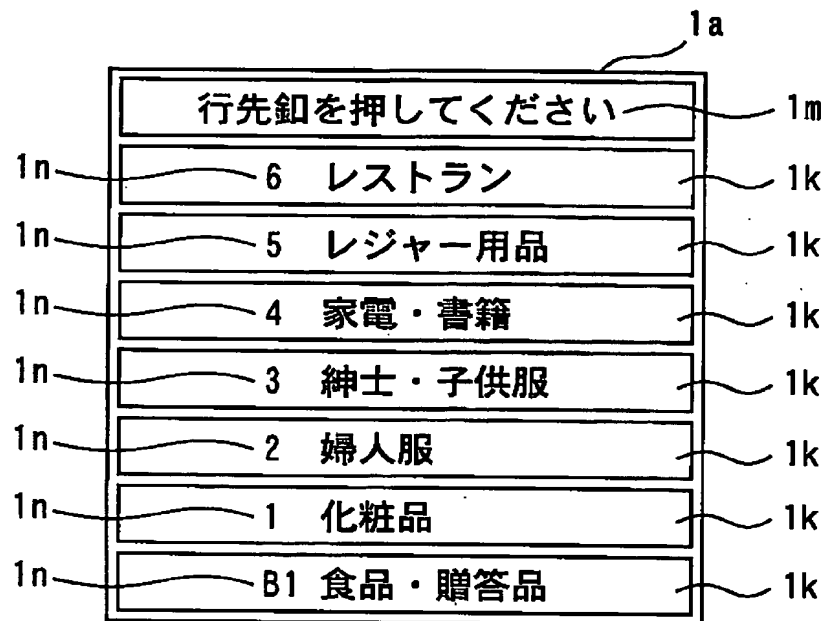 1a
行先釦を押してください 1m
1n 6 レストラン 1k
1n 5 レジャー用品 1k
1n 4 家電・書籍 1k
1n 3 紳士・子供服 1k
1n 2 婦人服 1k
1n 1 化粧品 1k
1n B1 食品・贈答品 1k